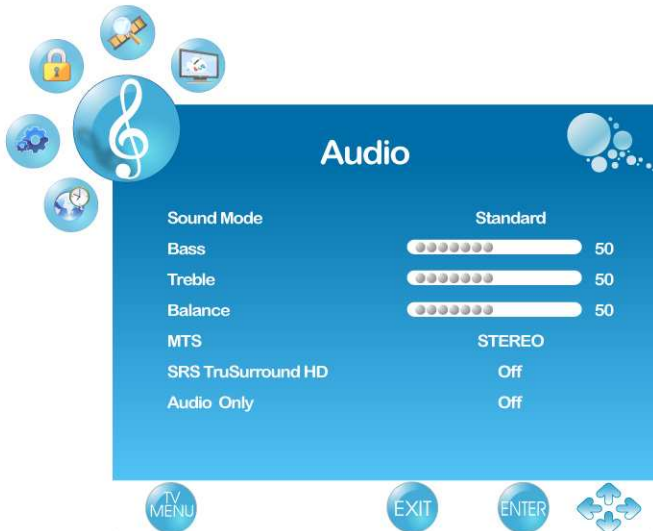 Audio
Sound Mode Standard
Bass 50
Treble 50
Balance 50
MTS STEREO
SRS TruSurround HD Off
Audio Only Off
TV MENU EXIT ENTER